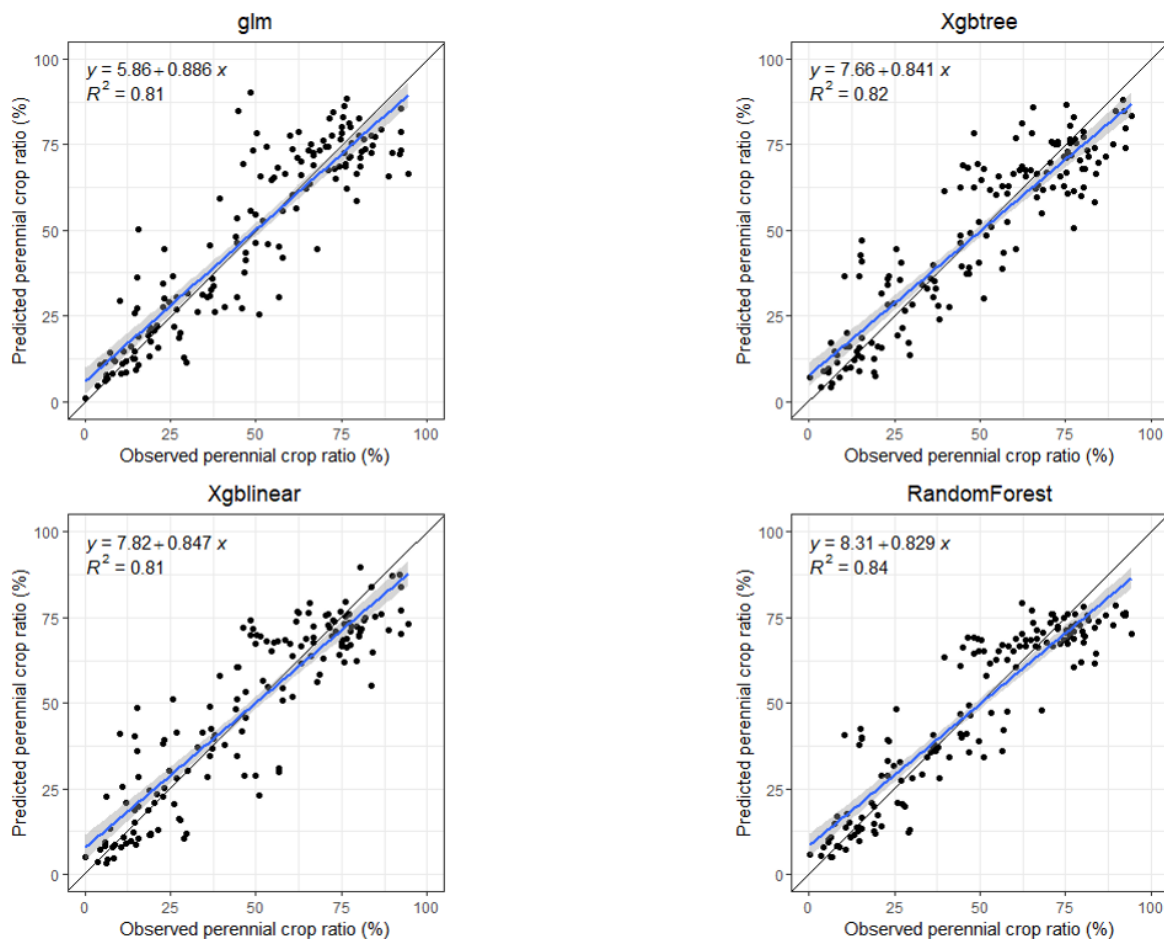 glm
y = 5.86 + 0.886 x
R² = 0.81
100
75
50
25
0
0 25 50 75 100
Predicted perennial crop ratio (%)
Observed perennial crop ratio (%)
Xgbtree
y = 7.66 + 0.841 x
R² = 0.82
100
75
50
25
0
0 25 50 75 100
Predicted perennial crop ratio (%)
Observed perennial crop ratio (%)
Xgblinear
y = 7.82 + 0.847 x
R² = 0.81
100
75
50
25
0
0 25 50 75 100
Predicted perennial crop ratio (%)
Observed perennial crop ratio (%)
RandomForest
y = 8.31 + 0.829 x
R² = 0.84
100
75
50
25
0
0 25 50 75 100
Predicted perennial crop ratio (%)
Observed perennial crop ratio (%)